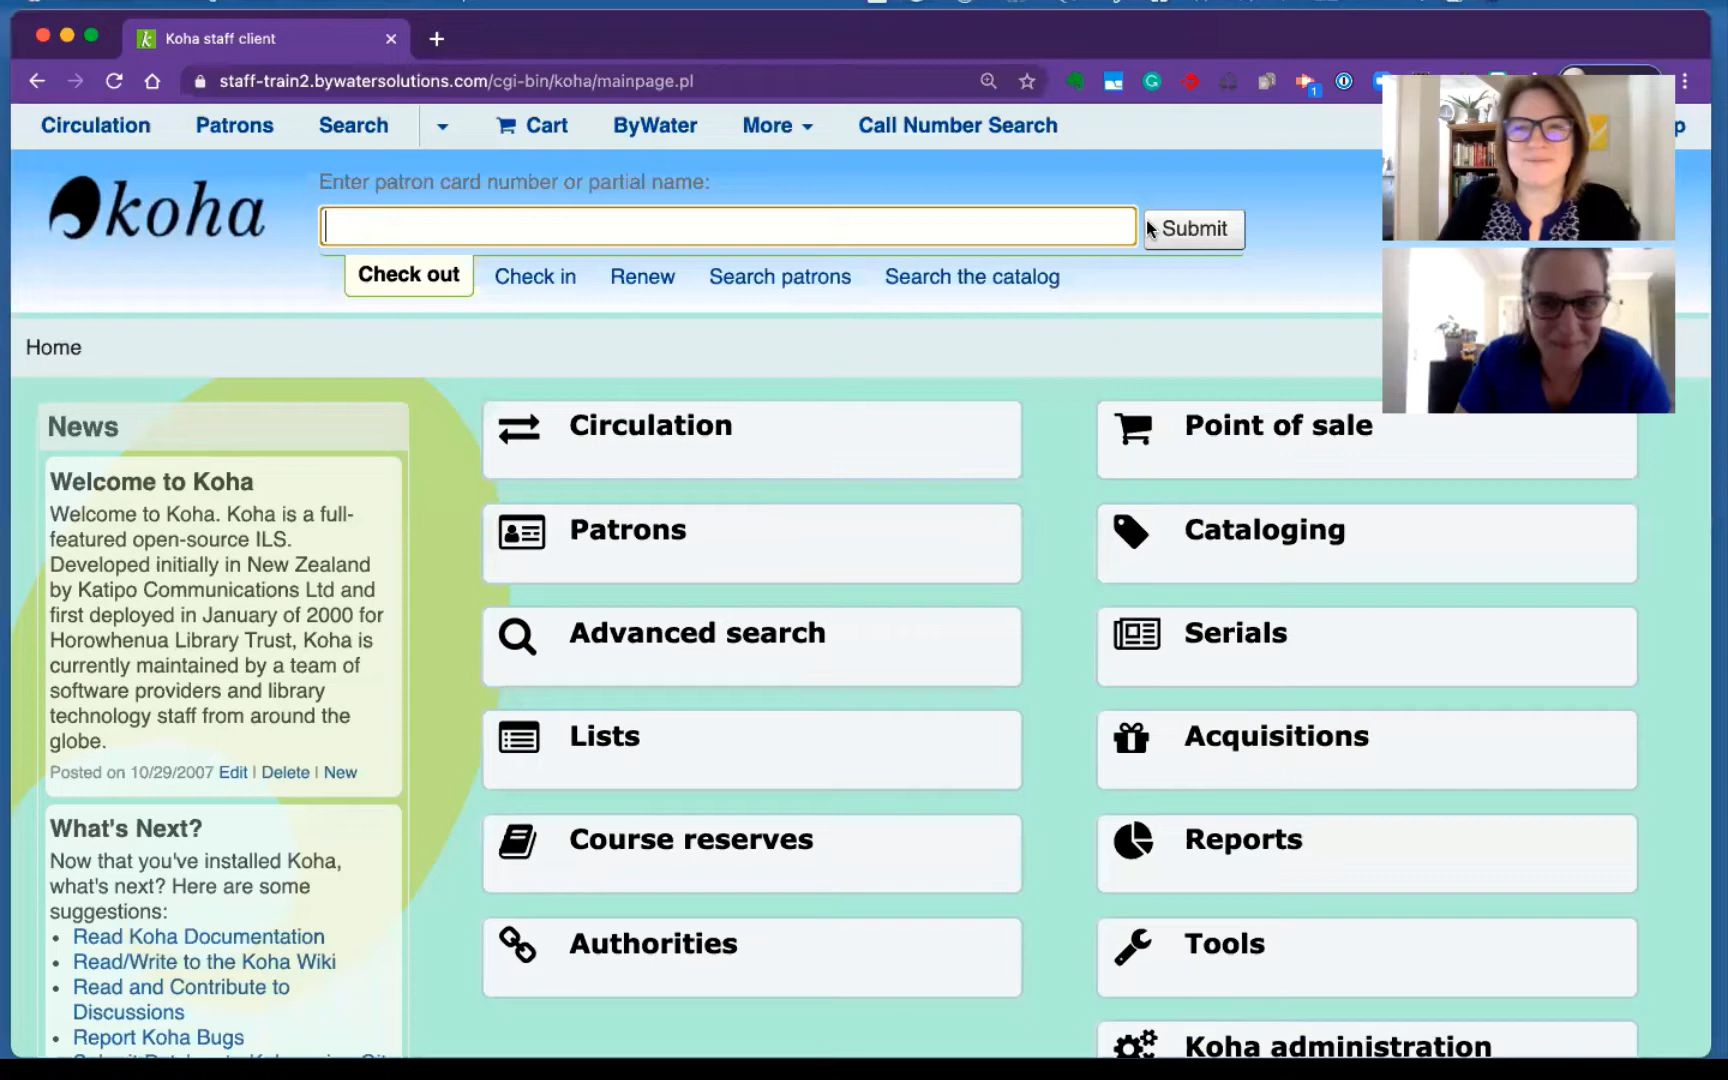 Koha staff client
staff-train2.bywatersolutions.com/cgi-bin/koha/mainpage.pl
1
Circulation Patrons Search Cart ByWater More Call Number Search
koha
Enter patron card number or partial name:
Submit
Check out Check in Renew Search patrons Search the catalog
Home
News
Welcome to Koha
Welcome to Koha. Koha is a full-
featured open-source ILS.
Developed initially in New Zealand
by Katipo Communications Ltd and
first deployed in January of 2000 for
Horowhenua Library Trust, Koha is
currently maintained by a team of
software providers and library
technology staff from around the
globe.
Posted on 10/29/2007 Edit | Delete | New
What's Next?
Now that you've installed Koha,
what's next? Here are some
suggestions:
Read Koha Documentation
Read/Write to the Koha Wiki
Read and Contribute to
Discussions
Report Koha Bugs
Circulation
Patrons
Advanced search
Lists
Course reserves
Authorities
Point of sale
Cataloging
Serials
Acquisitions
Reports
Tools
Koha administration